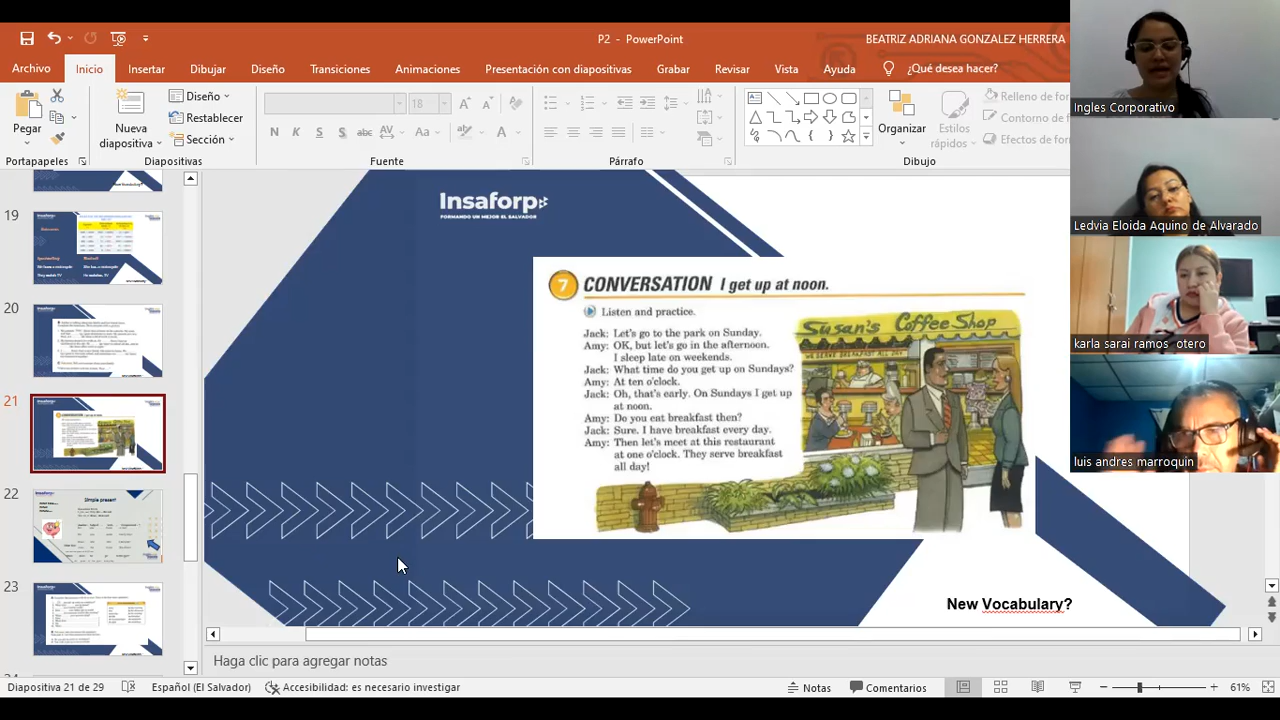 P2 - PowerPoint
BEATRIZ ADRIANA GONZALEZ HERRERA
Archivo
Inicio
Insertar
Dibujar
Diseño
Transiciones
Animaciones
Presentación con diapositivas
Grabar
Revisar
Vista
Ayuda
¿Qué desea hacer?
Pegar
Portapapeles
Nueva
diapositiva
Diseño
Restablecer
Sección
Diapositivas
18
N
K
S
S
abc
AV
Aa
A
Fuente
Párrafo
Organizar
Estilos
rápidos
Relleno de for
Contorno de
Efectos de for
Dibujo
19
20
21
22
Simple present
23
Insaforp
FORMANDO UN MEJOR EL SALVADOR
7 CONVERSATION I get up at noon.
Listen and practice.
Jack: Let's go to the park on Sunday.
Amy: OK, but let's go in the afternoon.
I sleep late on weekends.
Jack: What time do you get up on Sundays?
Amy: At ten o'clock.
Jack: Oh, that's early. On Sundays I get up
at noon.
Amy: Do you eat breakfast then?
Jack: Sure. I have breakfast every day.
Amy: Then let's meet at this restaurant
at one o'clock. They serve breakfast
all day!
New Vocabulary?
Haga clic para agregar notas
Diapositiva 21 de 29
Español (El Salvador)
Accesibilidad: es necesario investigar
Notas
Comentarios
61%
Ingles Corporativo
Ledvia Eloida Aquino de Alvarado
karla sarai ramos otero
luis andres marroquin